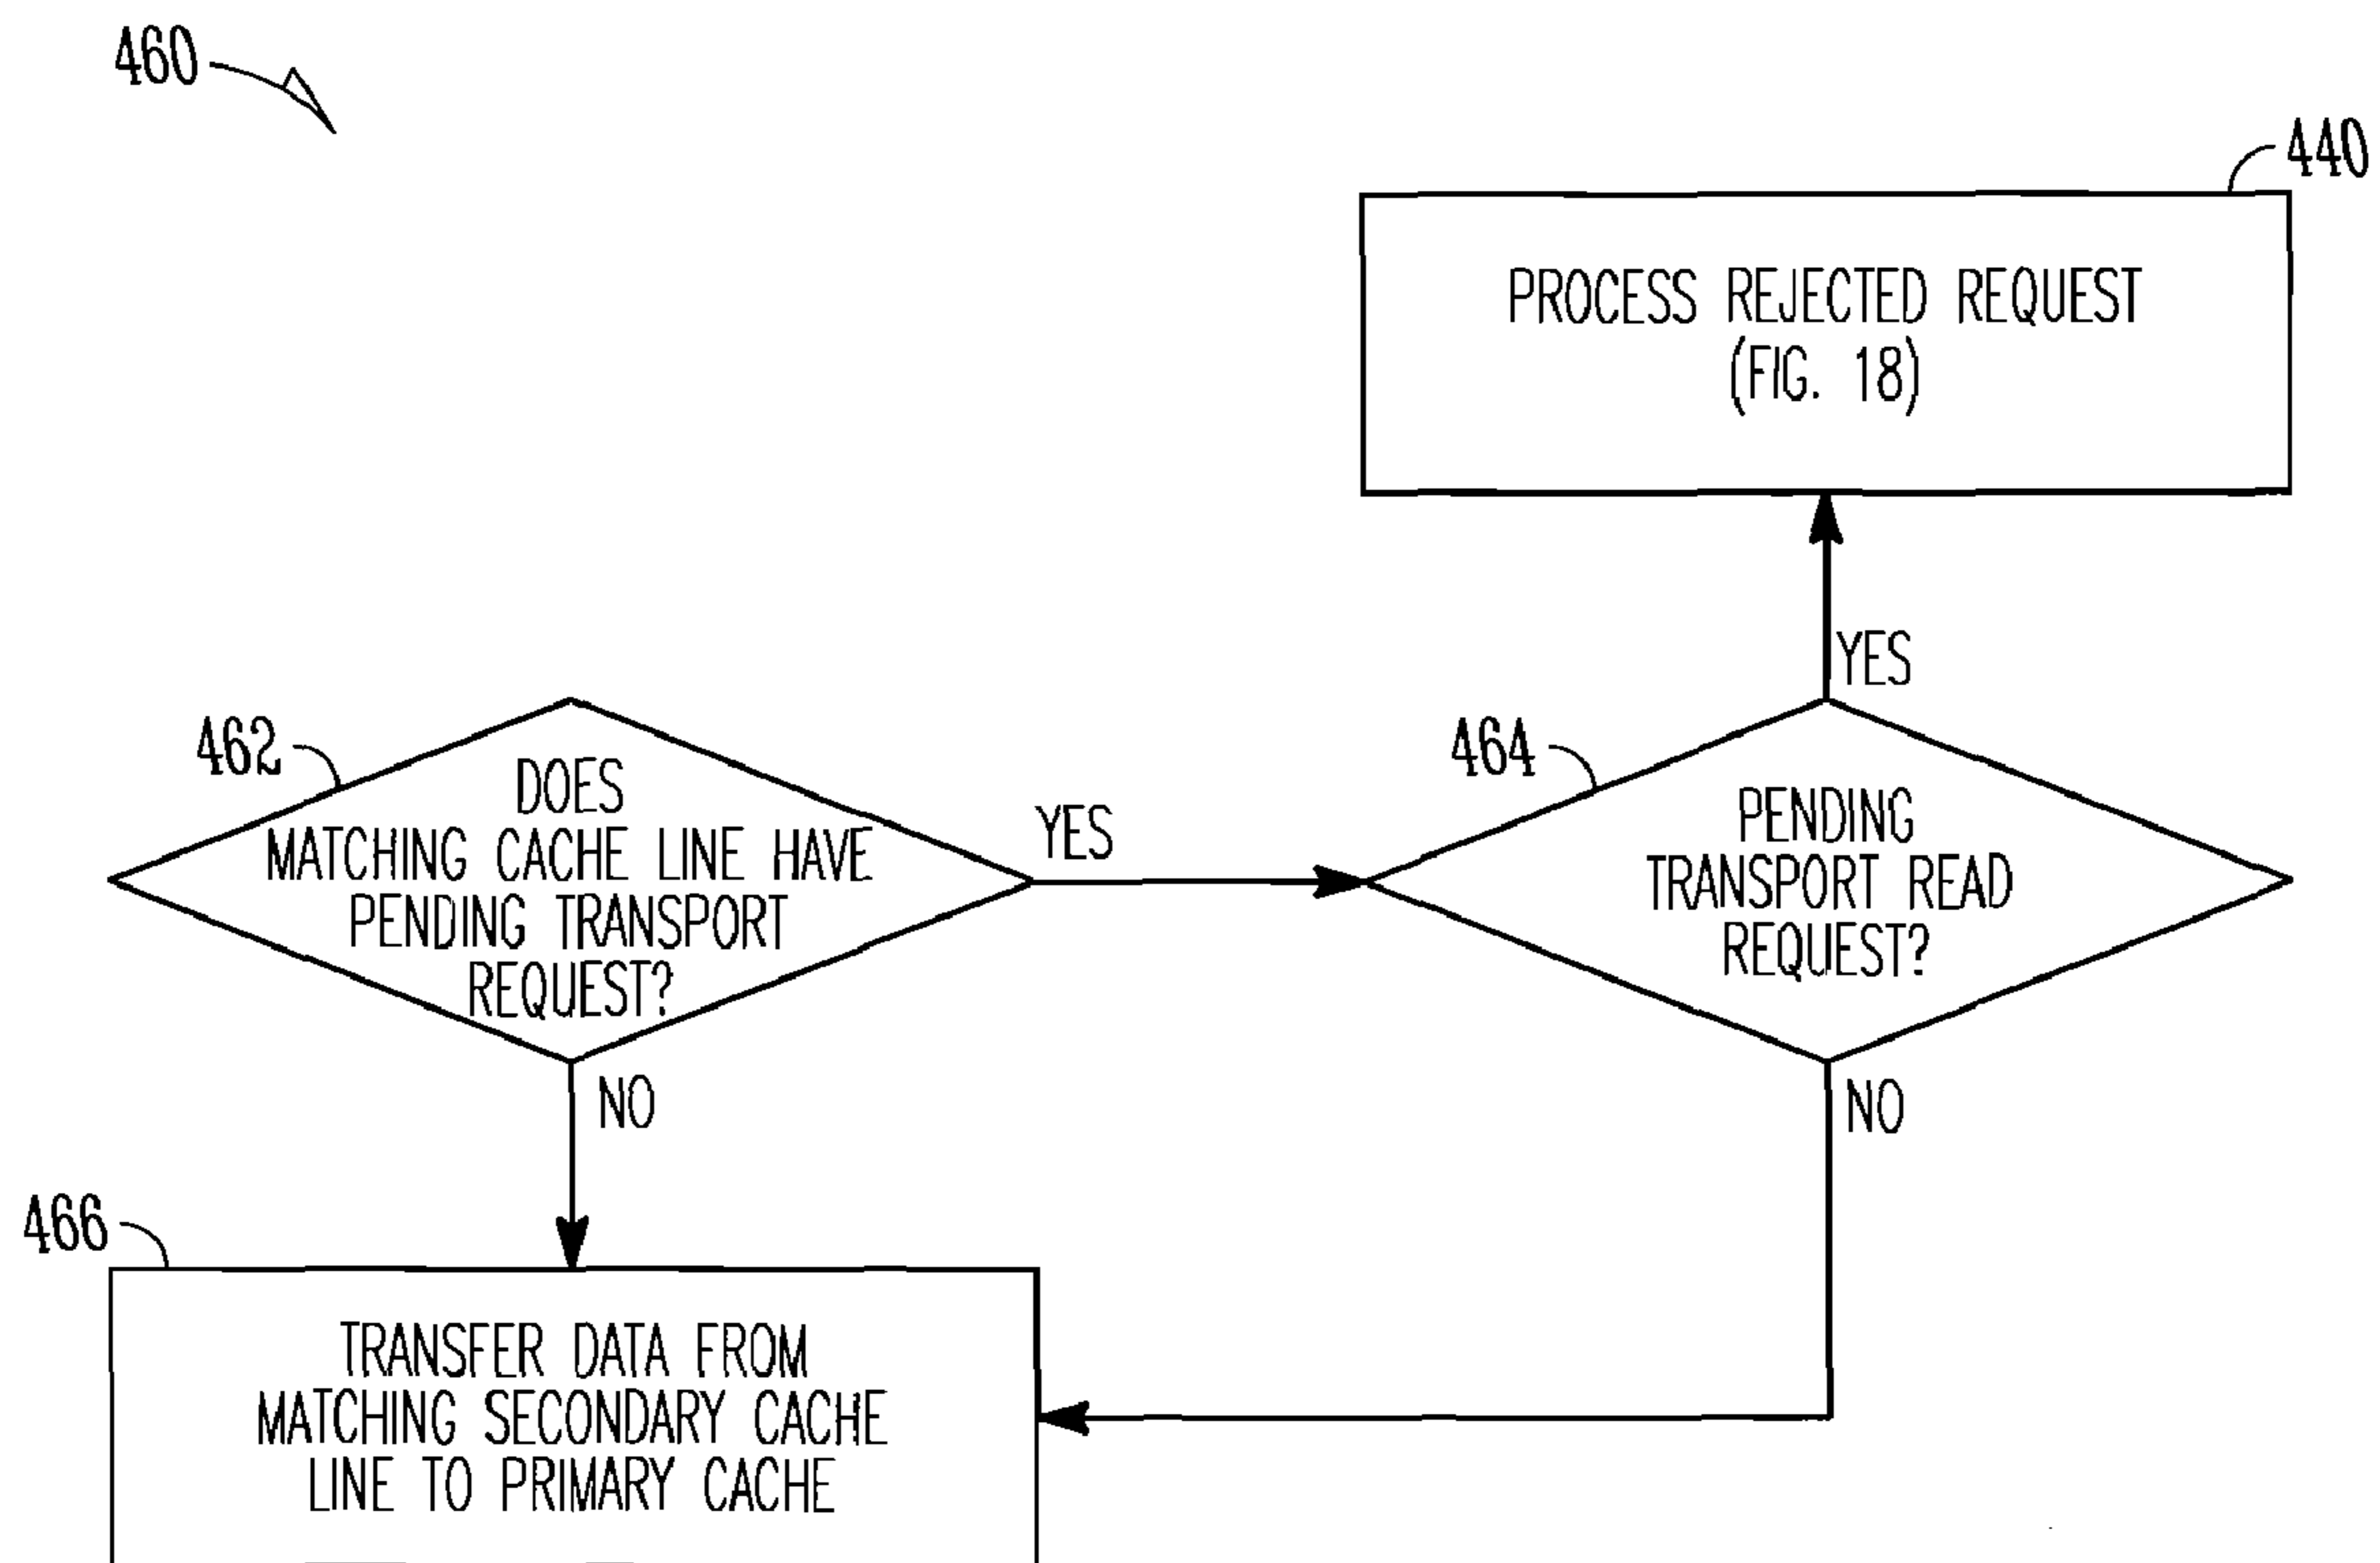 460
440
PROCESS REJECTED REQUEST
(FIG. 18)
YES
462
DOES
MATCHING CACHE LINE HAVE
PENDING TRANSPORT
REQUEST?
YES
464
PENDING
TRANSPORT READ
REQUEST?
NO
NO
466
TRANSFER DATA FROM
MATCHING SECONDARY CACHE
LINE TO PRIMARY CACHE